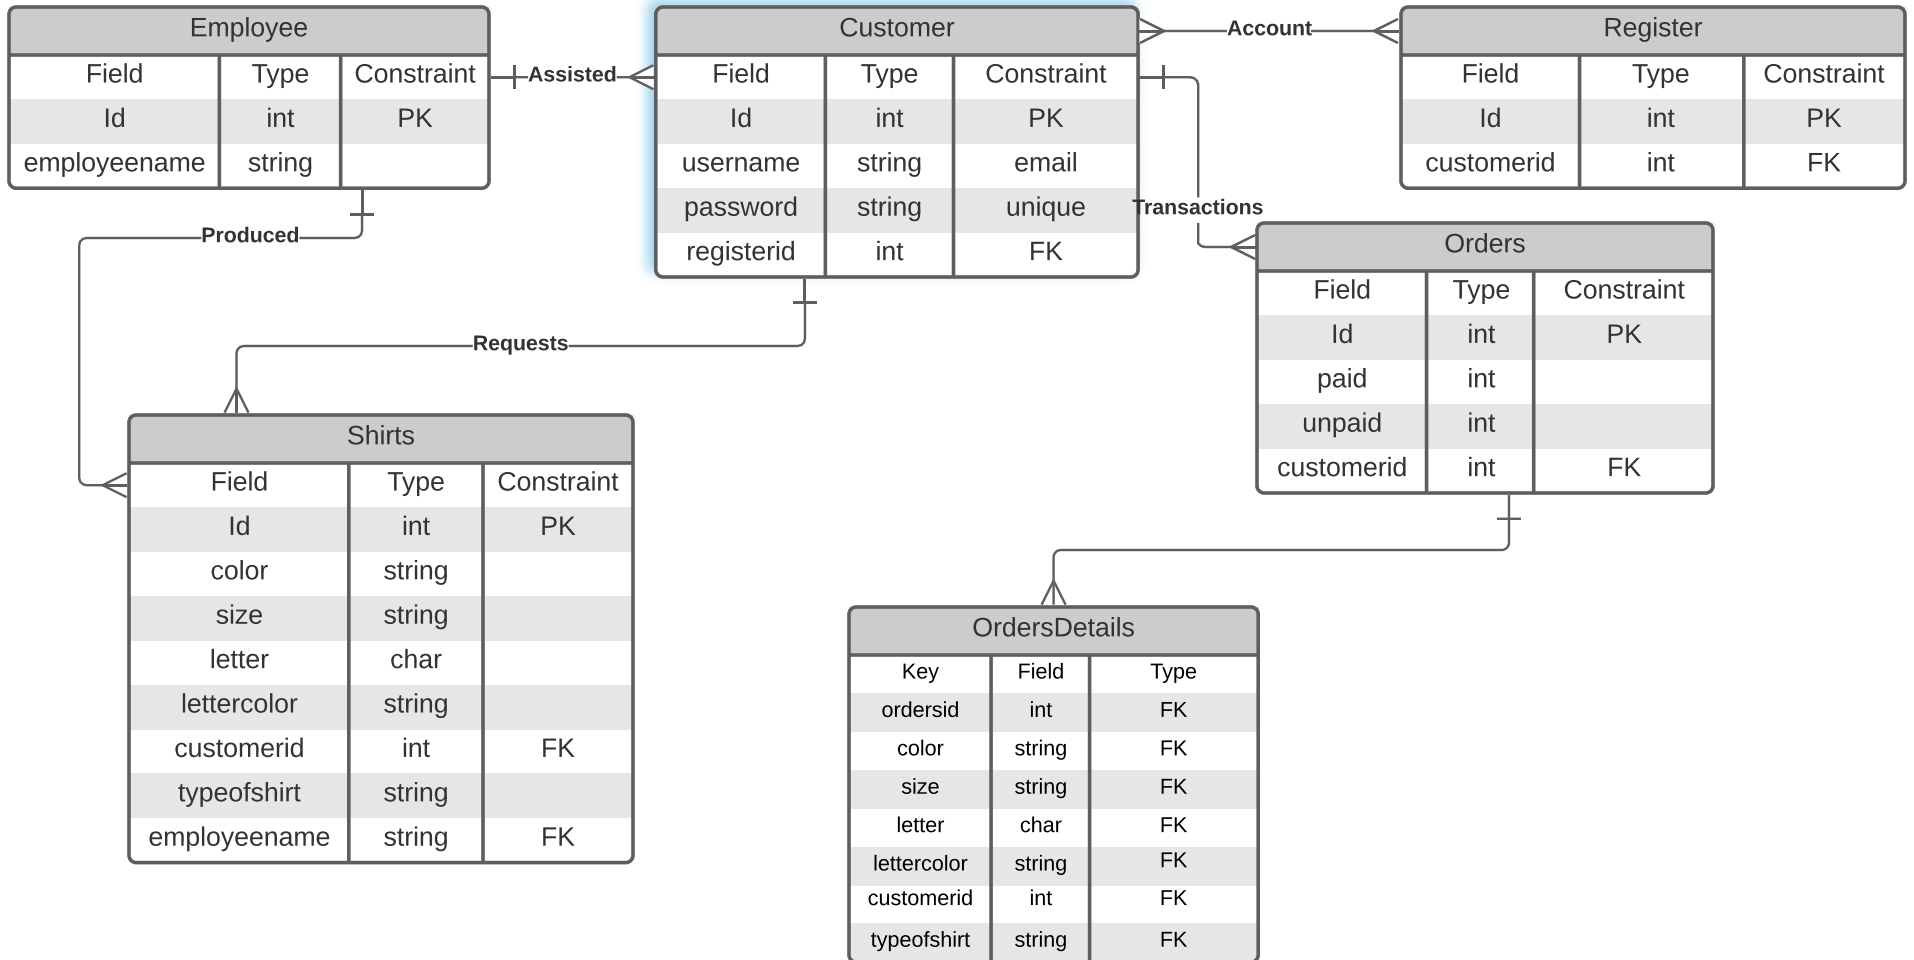 Employee
Field Type Constraint
Id int PK
employeename string
Assisted
Customer
Field Type Constraint
Id int PK
username string email
password string unique
registerid int FK
Account
Register
Field Type Constraint
Id int PK
customerid int FK
Produced
Transactions
Orders
Field Type Constraint
Id int PK
paid int
unpaid int
customerid int FK
Requests
Shirts
Field Type Constraint
Id int PK
color string
size string
letter char
lettercolor string
customerid int FK
typeofshirt string
employeename string FK
OrdersDetails
Key Field Type
ordersid int FK
color string FK
size string FK
letter char FK
lettercolor string FK
customerid int FK
typeofshirt string FK